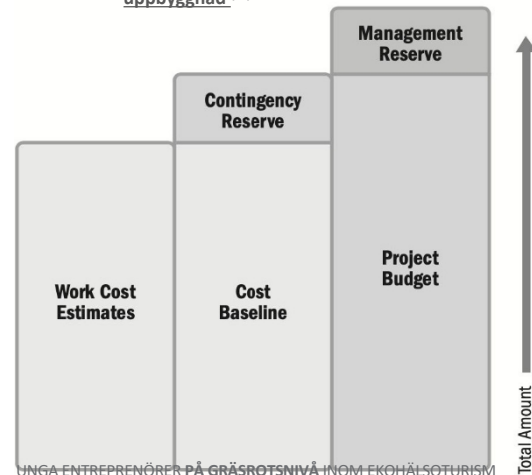 uppbyggnad
Management
Reserve
Contingency
Reserve
Work Cost
Estimates
Cost
Baseline
Project
Budget
Total Amount
UNGA ENTREPRENÖRER PÅ GRÄSROTSNIVÅ INOM EKOHÄLSOTURISM